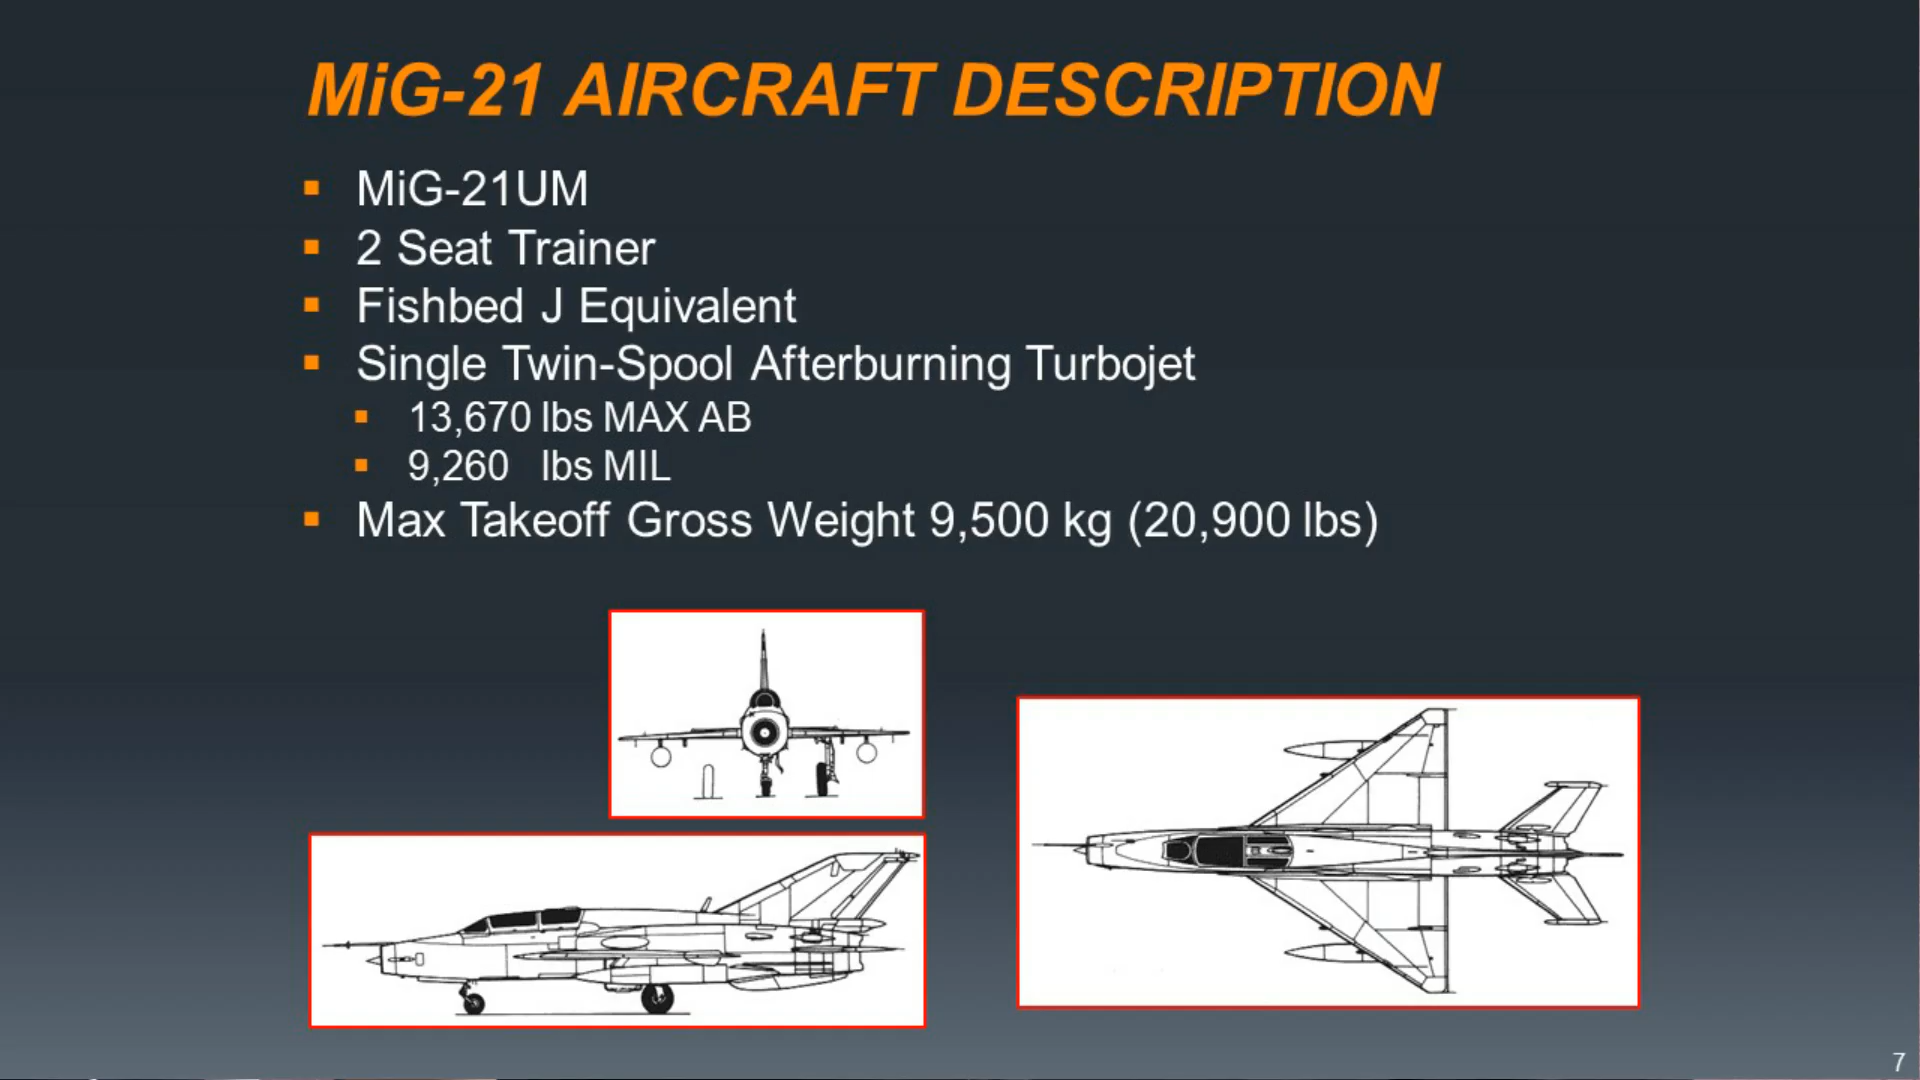 MiG-21 AIRCRAFT DESCRIPTION
MiG-21UM
2 Seat Trainer
Fishbed J Equivalent
Single Twin-Spool Afterburning Turbojet
13,670 lbs MAX AB
9,260 lbs MIL
Max Takeoff Gross Weight 9,500 kg (20,900 lbs)
7